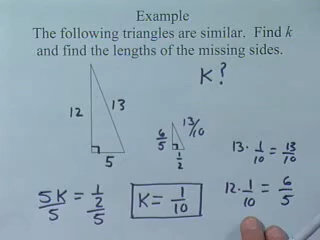 Example
The following triangles are similar. Find k
and find the lengths of the missing sides.
K?
12
13
5
6/5
13/10
1/2
13 · 1/10 = 13/10
12 · 1/10 = 6/5
5K/5 = 1/2/5
K = 1/10